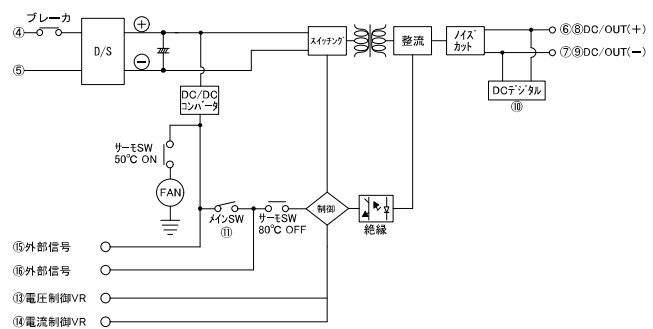 ブレーカ
④
⑤
D/S
+
−
DC/DC
コンバータ
スイッチング
整流
ノイズ
カット
⑥⑧DC/OUT(+)
⑦⑨DC/OUT(−)
DCデジタル
⑩
サーモSW
50℃ ON
FAN
メインSW
⑪
サーモSW
80℃ OFF
制御
絶縁
⑮外部信号
⑯外部信号
⑬電圧制御VR
⑭電流制御VR